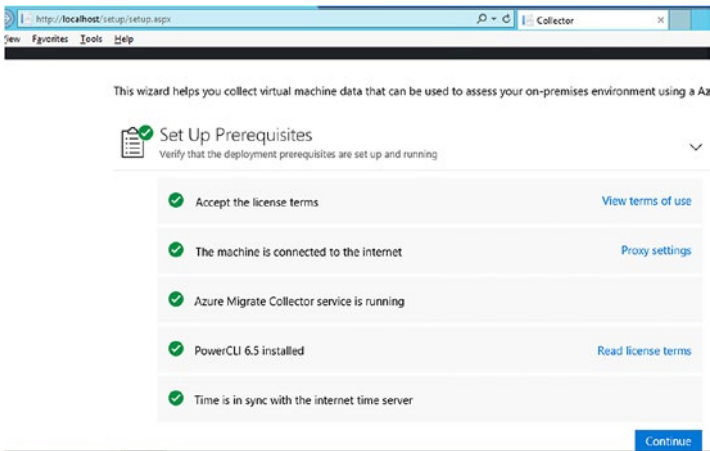 http://localhost/setup/setup.aspx
Collector
View Favorites Tools Help
This wizard helps you collect virtual machine data that can be used to assess your on-premises environment using a Az
Set Up Prerequisites
Verify that the deployment prerequisites are set up and running
Accept the license terms View terms of use
The machine is connected to the internet Proxy settings
Azure Migrate Collector service is running
PowerCLI 6.5 installed Read license terms
Time is in sync with the internet time server
Continue